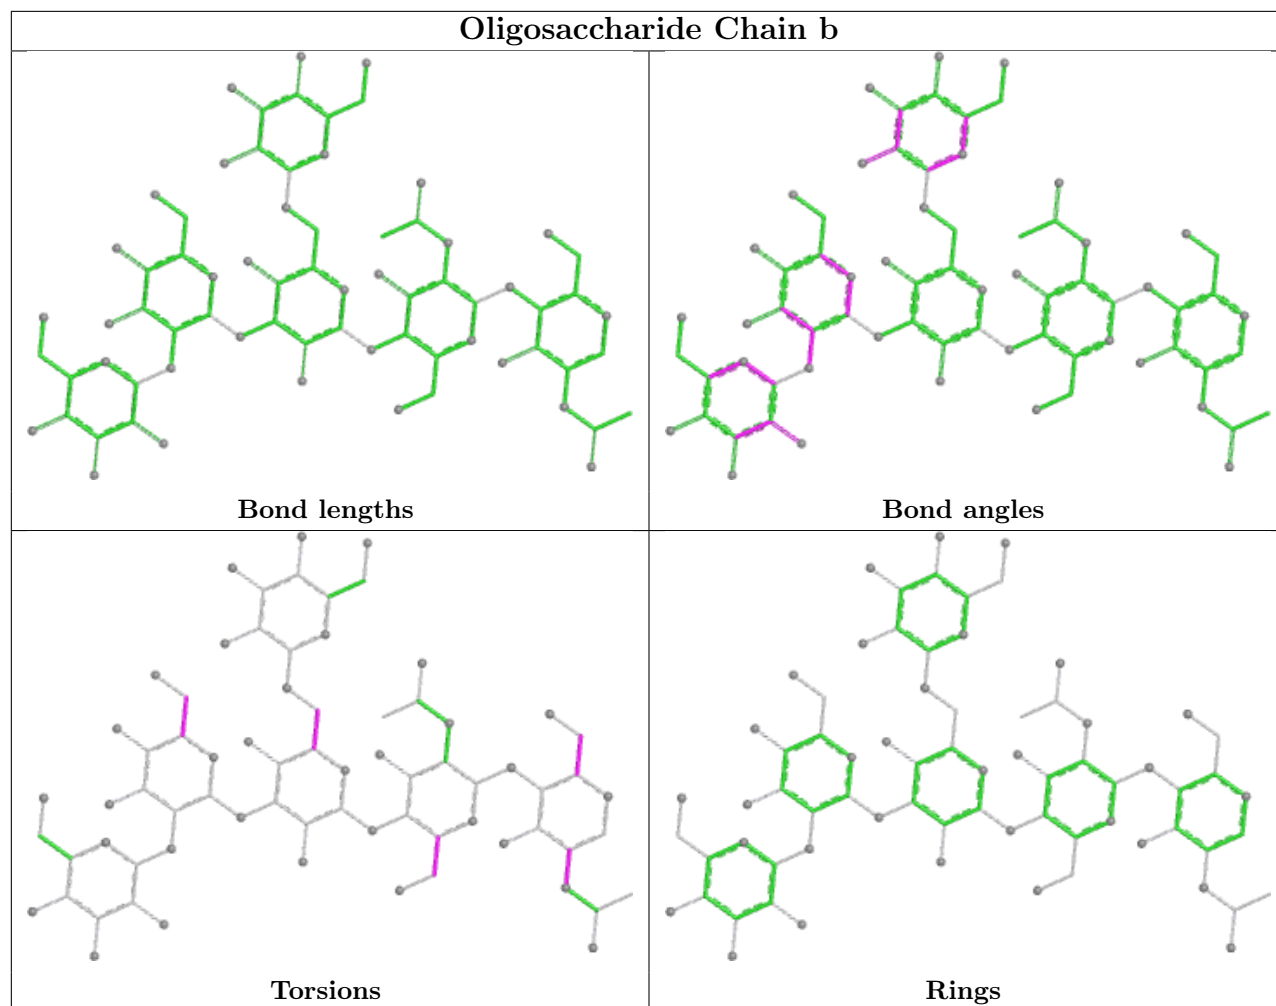 Oligosaccharide Chain b
Bond lengths
Bond angles
Torsions
Rings